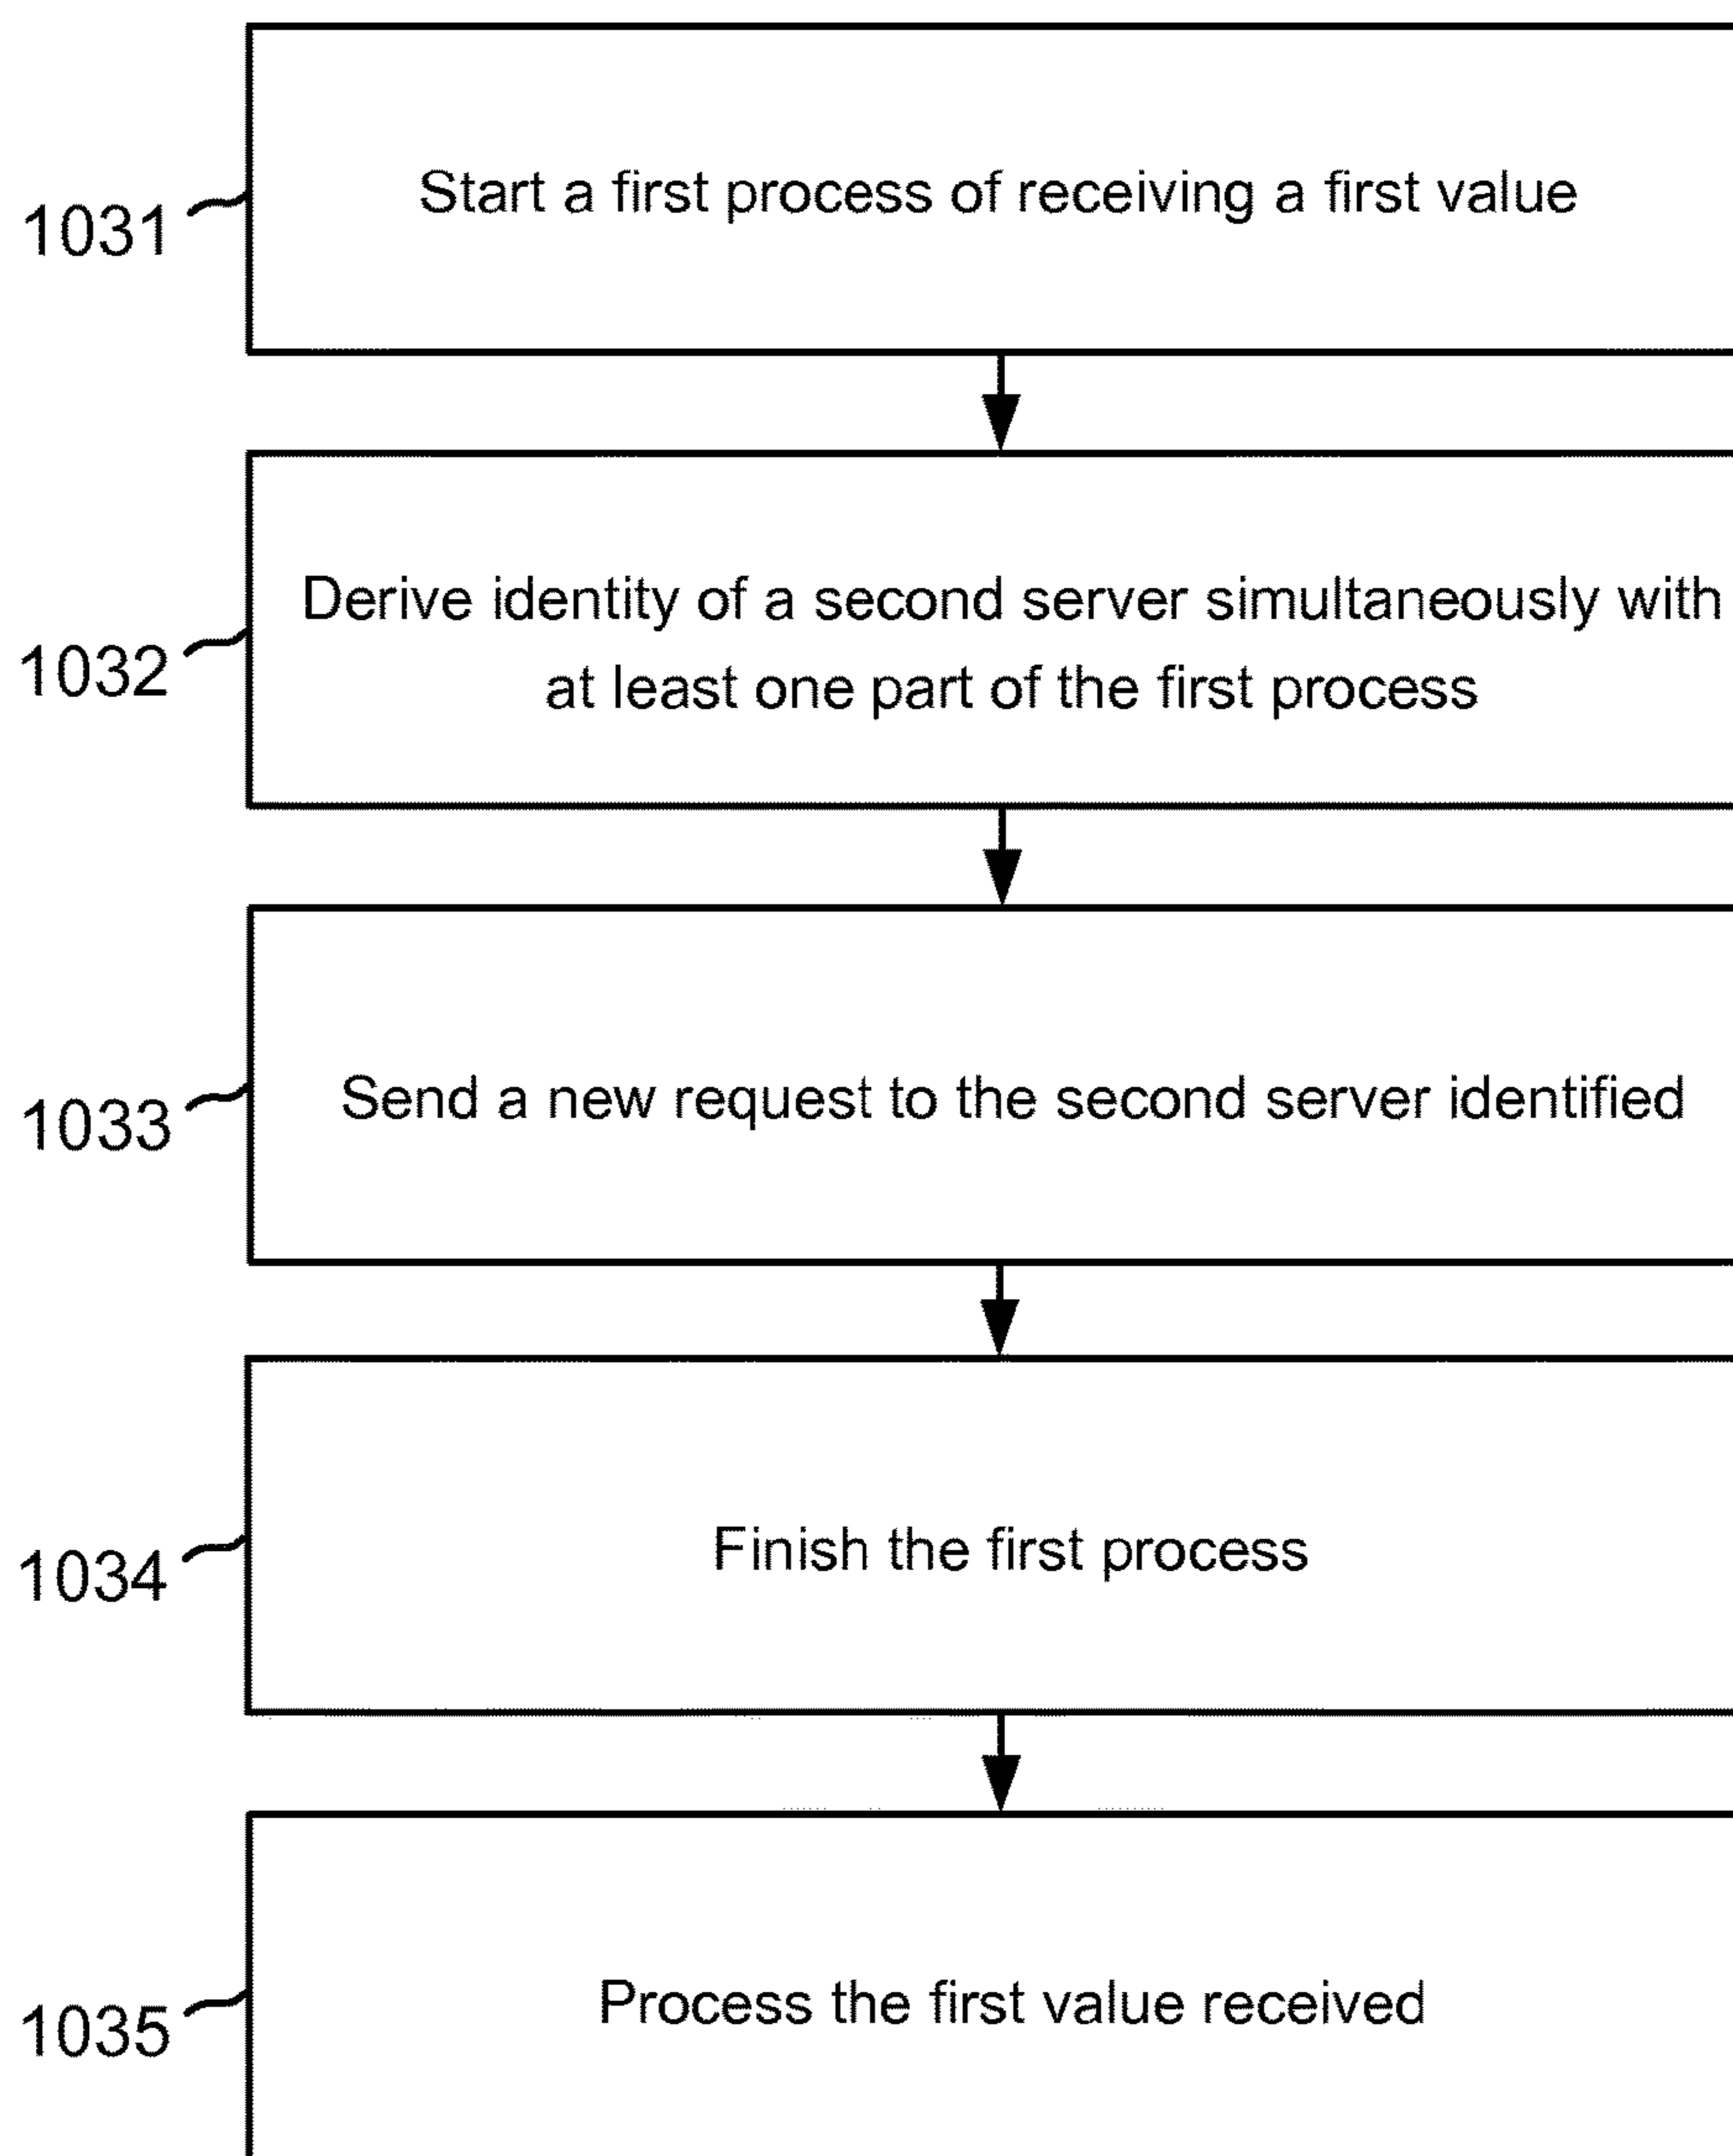 Start a first process of receiving a first value
1031
Derive identity of a second server simultaneously with
at least one part of the first process
1032
Send a new request to the second server identified
1033
Finish the first process
1034
Process the first value received
1035